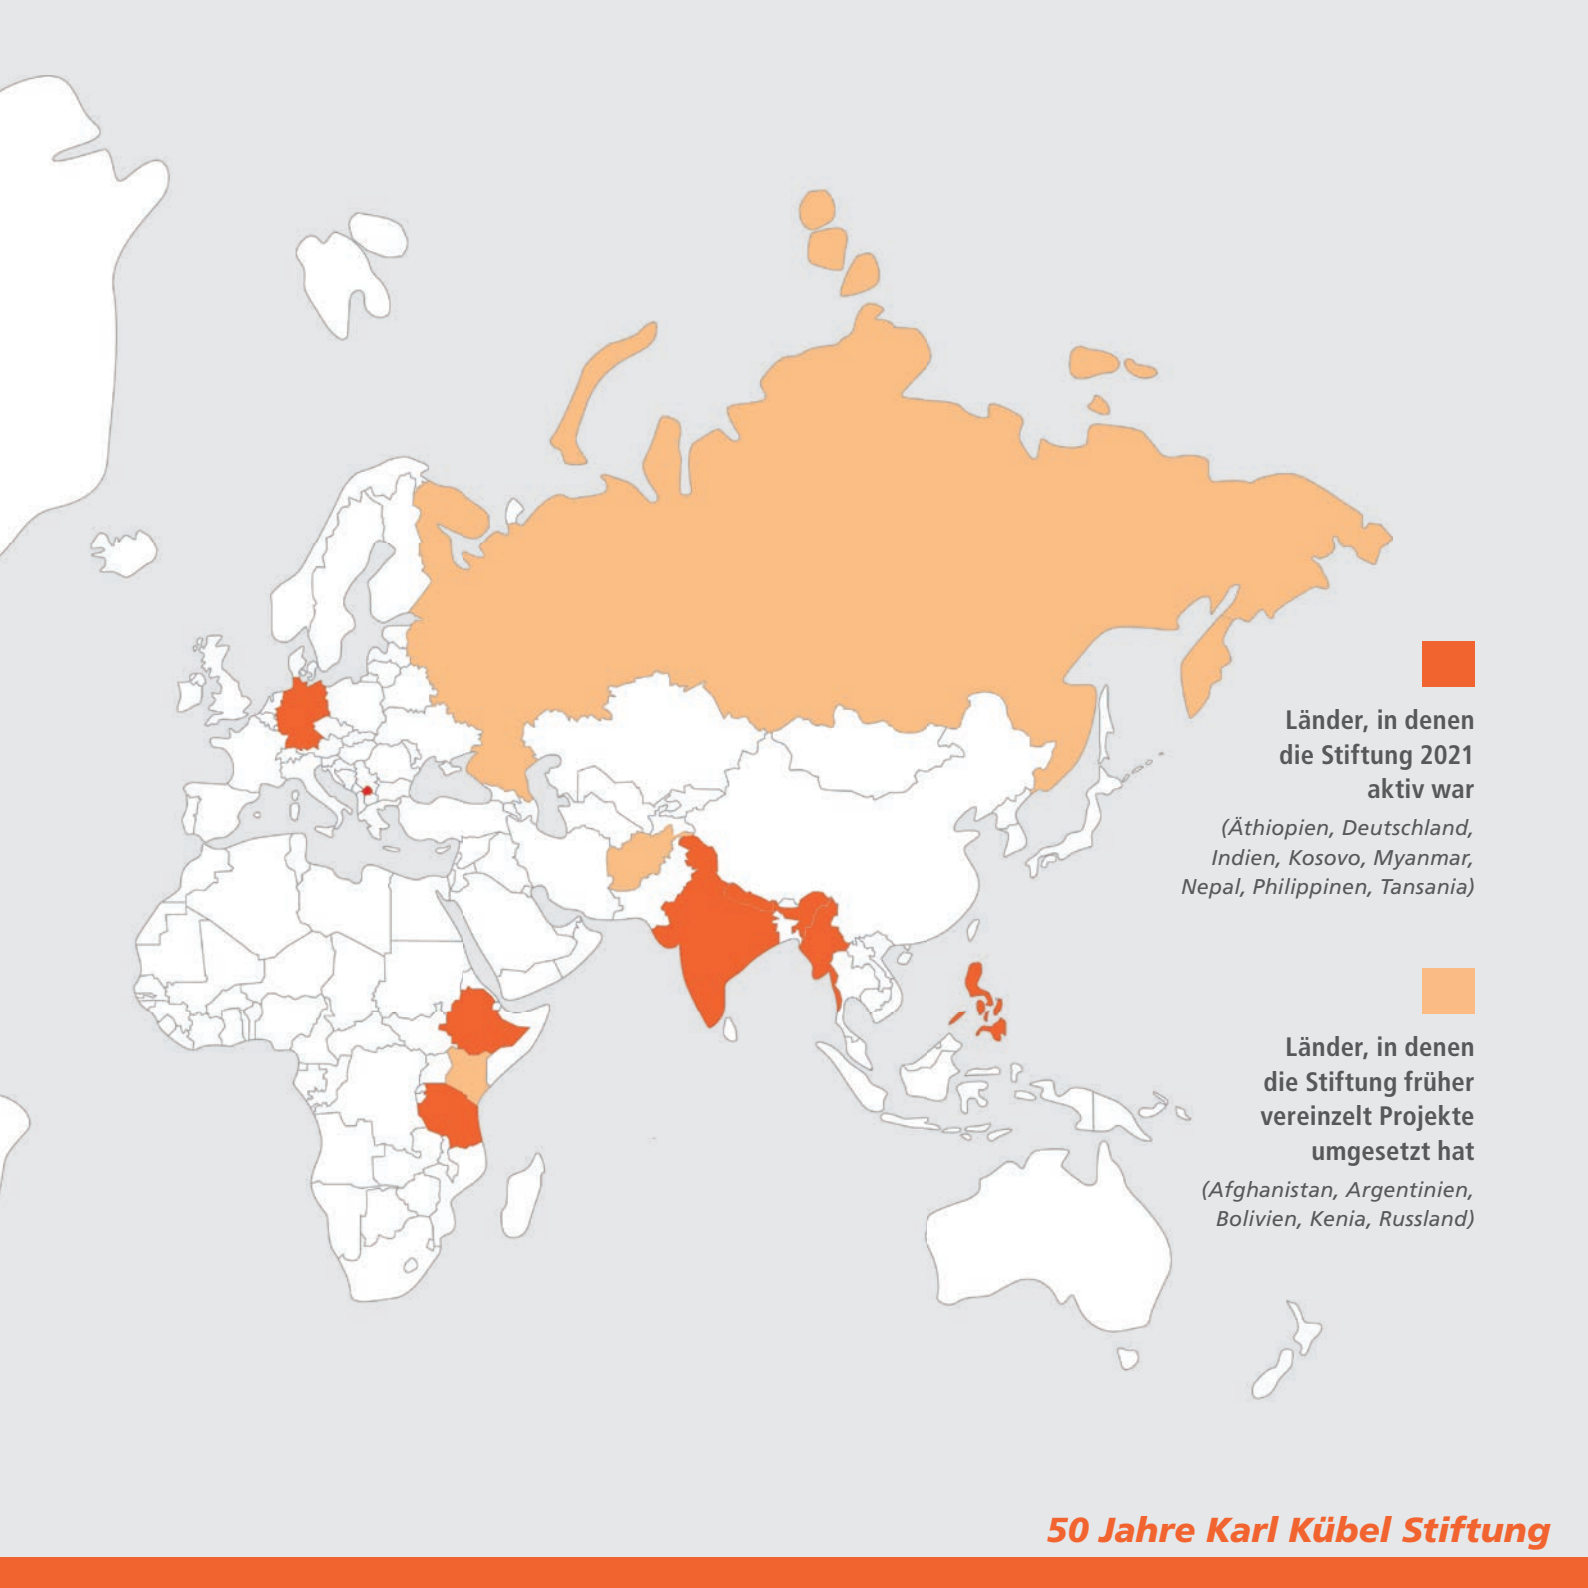 Länder, in denen
die Stiftung 2021
aktiv war
(Äthiopien, Deutschland,
Indien, Kosovo, Myanmar,
Nepal, Philippinen, Tansania)
Länder, in denen
die Stiftung früher
vereinzelt Projekte
umgesetzt hat
(Afghanistan, Argentinien,
Bolivien, Kenia, Russland)
50 Jahre Karl Kübel Stiftung